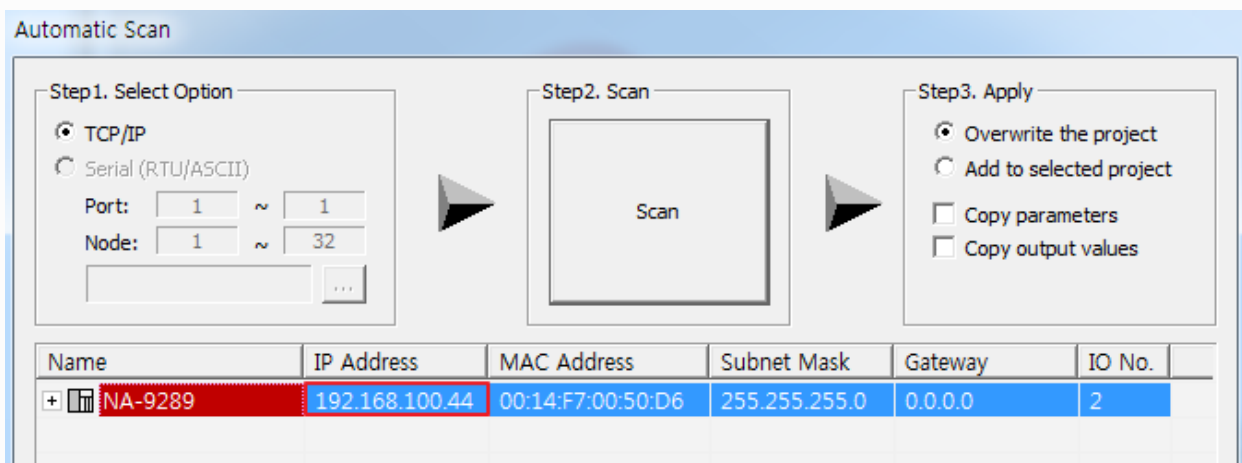 Automatic Scan
Step1. Select Option
TCP/IP
Serial (RTU/ASCII)
Port: 1 ~ 1
Node: 1 ~ 32
...
Step2. Scan
Scan
Step3. Apply
Overwrite the project
Add to selected project
Copy parameters
Copy output values
Name IP Address MAC Address Subnet Mask Gateway IO No.
NA-9289 192.168.100.44 00:14:F7:00:50:D6 255.255.255.0 0.0.0.0 2